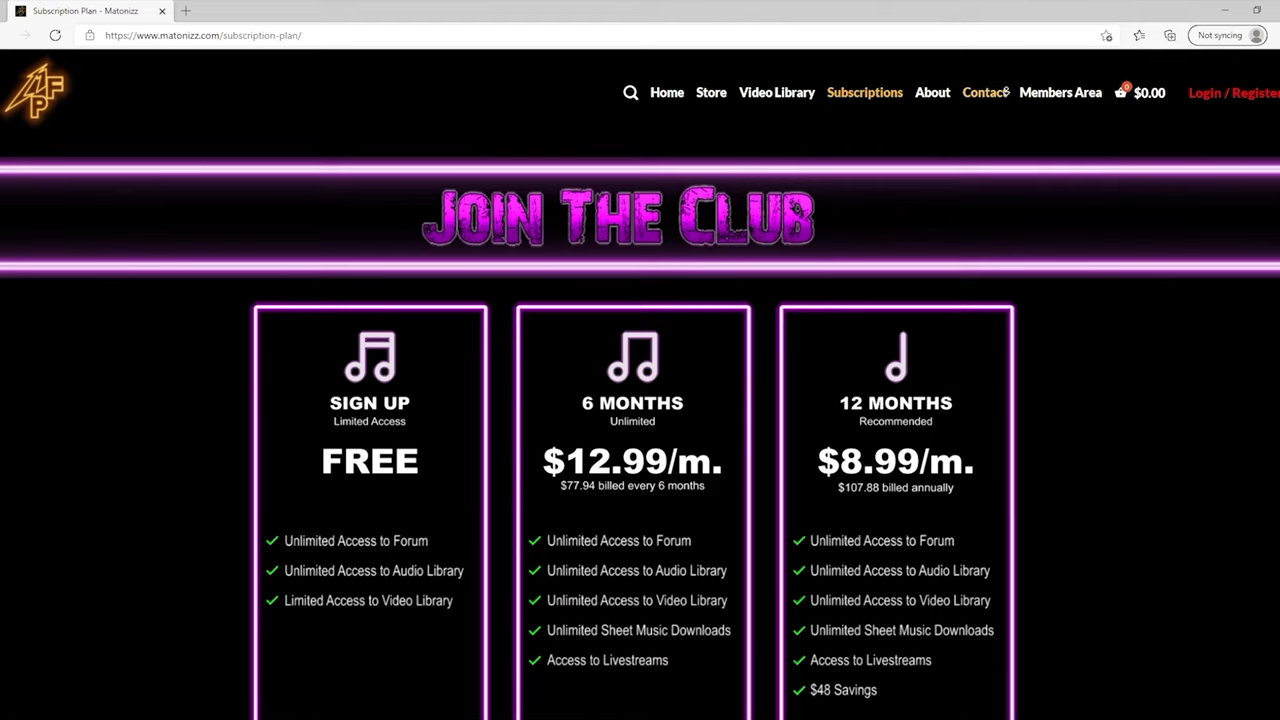 Subscription Plan - Matonizz
https://www.matonizz.com/subscription-plan/
Not syncing
MFP
Home Store Video Library Subscriptions About Contact Members Area 0 $0.00 Login / Register
JOIN THE CLUB
SIGN UP
Limited Access
FREE
Unlimited Access to Forum
Unlimited Access to Audio Library
Limited Access to Video Library
6 MONTHS
Unlimited
$12.99/m.
$77.94 billed every 6 months
Unlimited Access to Forum
Unlimited Access to Audio Library
Unlimited Access to Video Library
Unlimited Sheet Music Downloads
Access to Livestreams
12 MONTHS
Recommended
$8.99/m.
$107.88 billed annually
Unlimited Access to Forum
Unlimited Access to Audio Library
Unlimited Access to Video Library
Unlimited Sheet Music Downloads
Access to Livestreams
$48 Savings